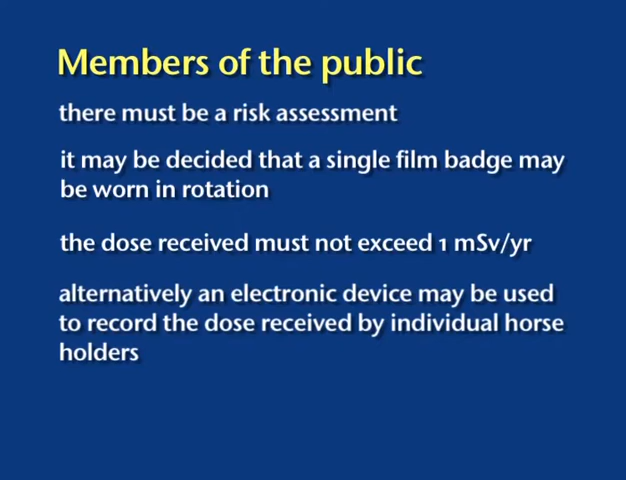 Members of the public
there must be a risk assessment
it may be decided that a single film badge may
be worn in rotation
the dose received must not exceed 1 mSv/yr
alternatively an electronic device may be used
to record the dose received by individual horse
holders